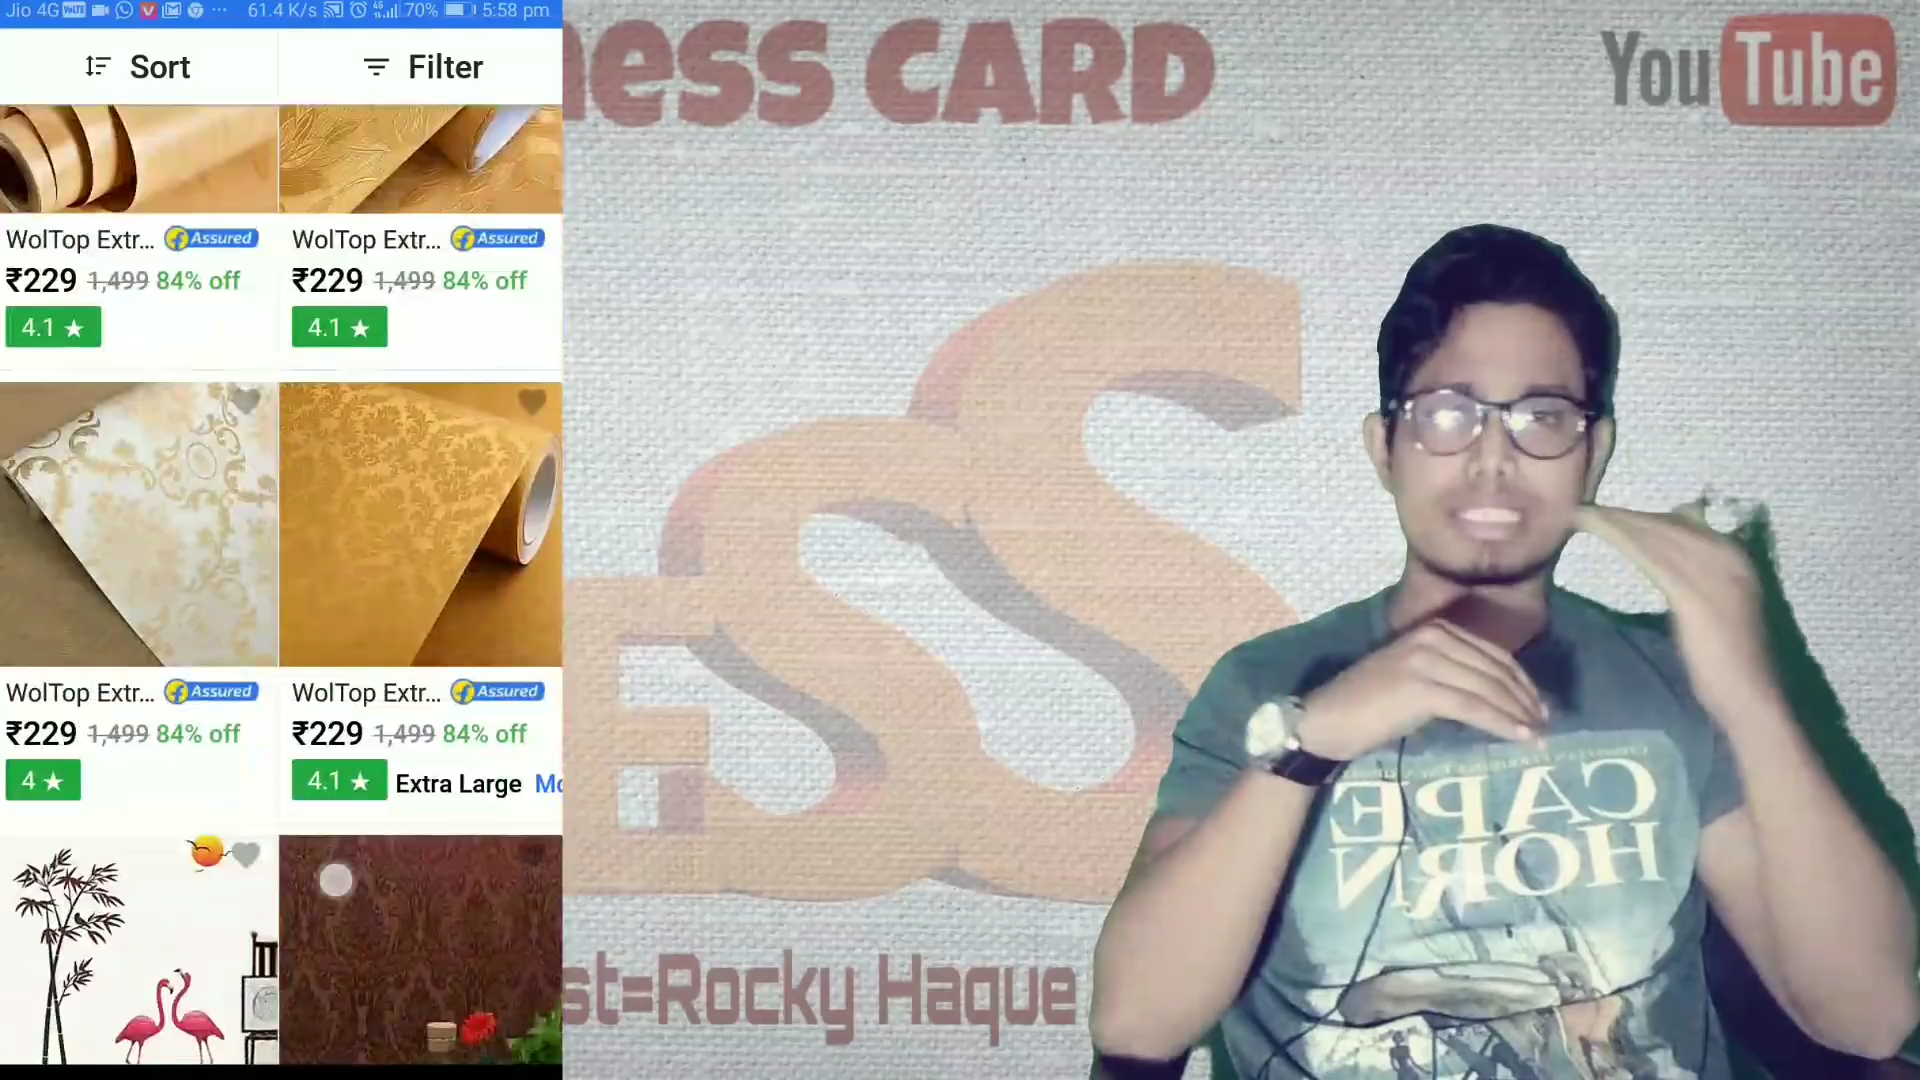 Jio 4G VoLTE 61.4 K/s 4G 70% 5:58 pm
Sort Filter
WolTop Extr... Assured WolTop Extr... Assured
₹229 1,499 84% off ₹229 1,499 84% off
4.1 ★ 4.1 ★
WolTop Extr... Assured WolTop Extr... Assured
₹229 1,499 84% off ₹229 1,499 84% off
4 ★ 4.1 ★ Extra Large
ness CARD
YouTube
ESS
st=Rocky Haque
CAPE
HORN